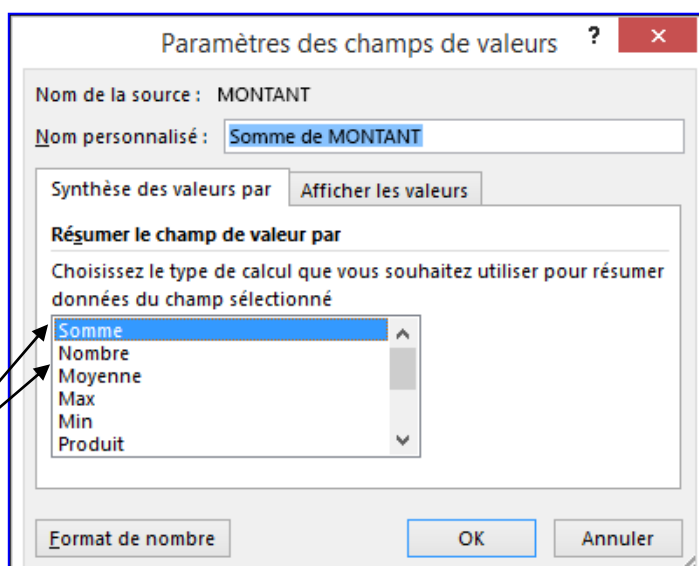 Paramètres des champs de valeurs ? ×
Nom de la source : MONTANT
Nom personnalisé : Somme de MONTANT
Synthèse des valeurs par Afficher les valeurs
Résumer le champ de valeur par
Choisissez le type de calcul que vous souhaitez utiliser pour résumer
données du champ sélectionné
Somme
Nombre
Moyenne
Max
Min
Produit
Format de nombre OK Annuler